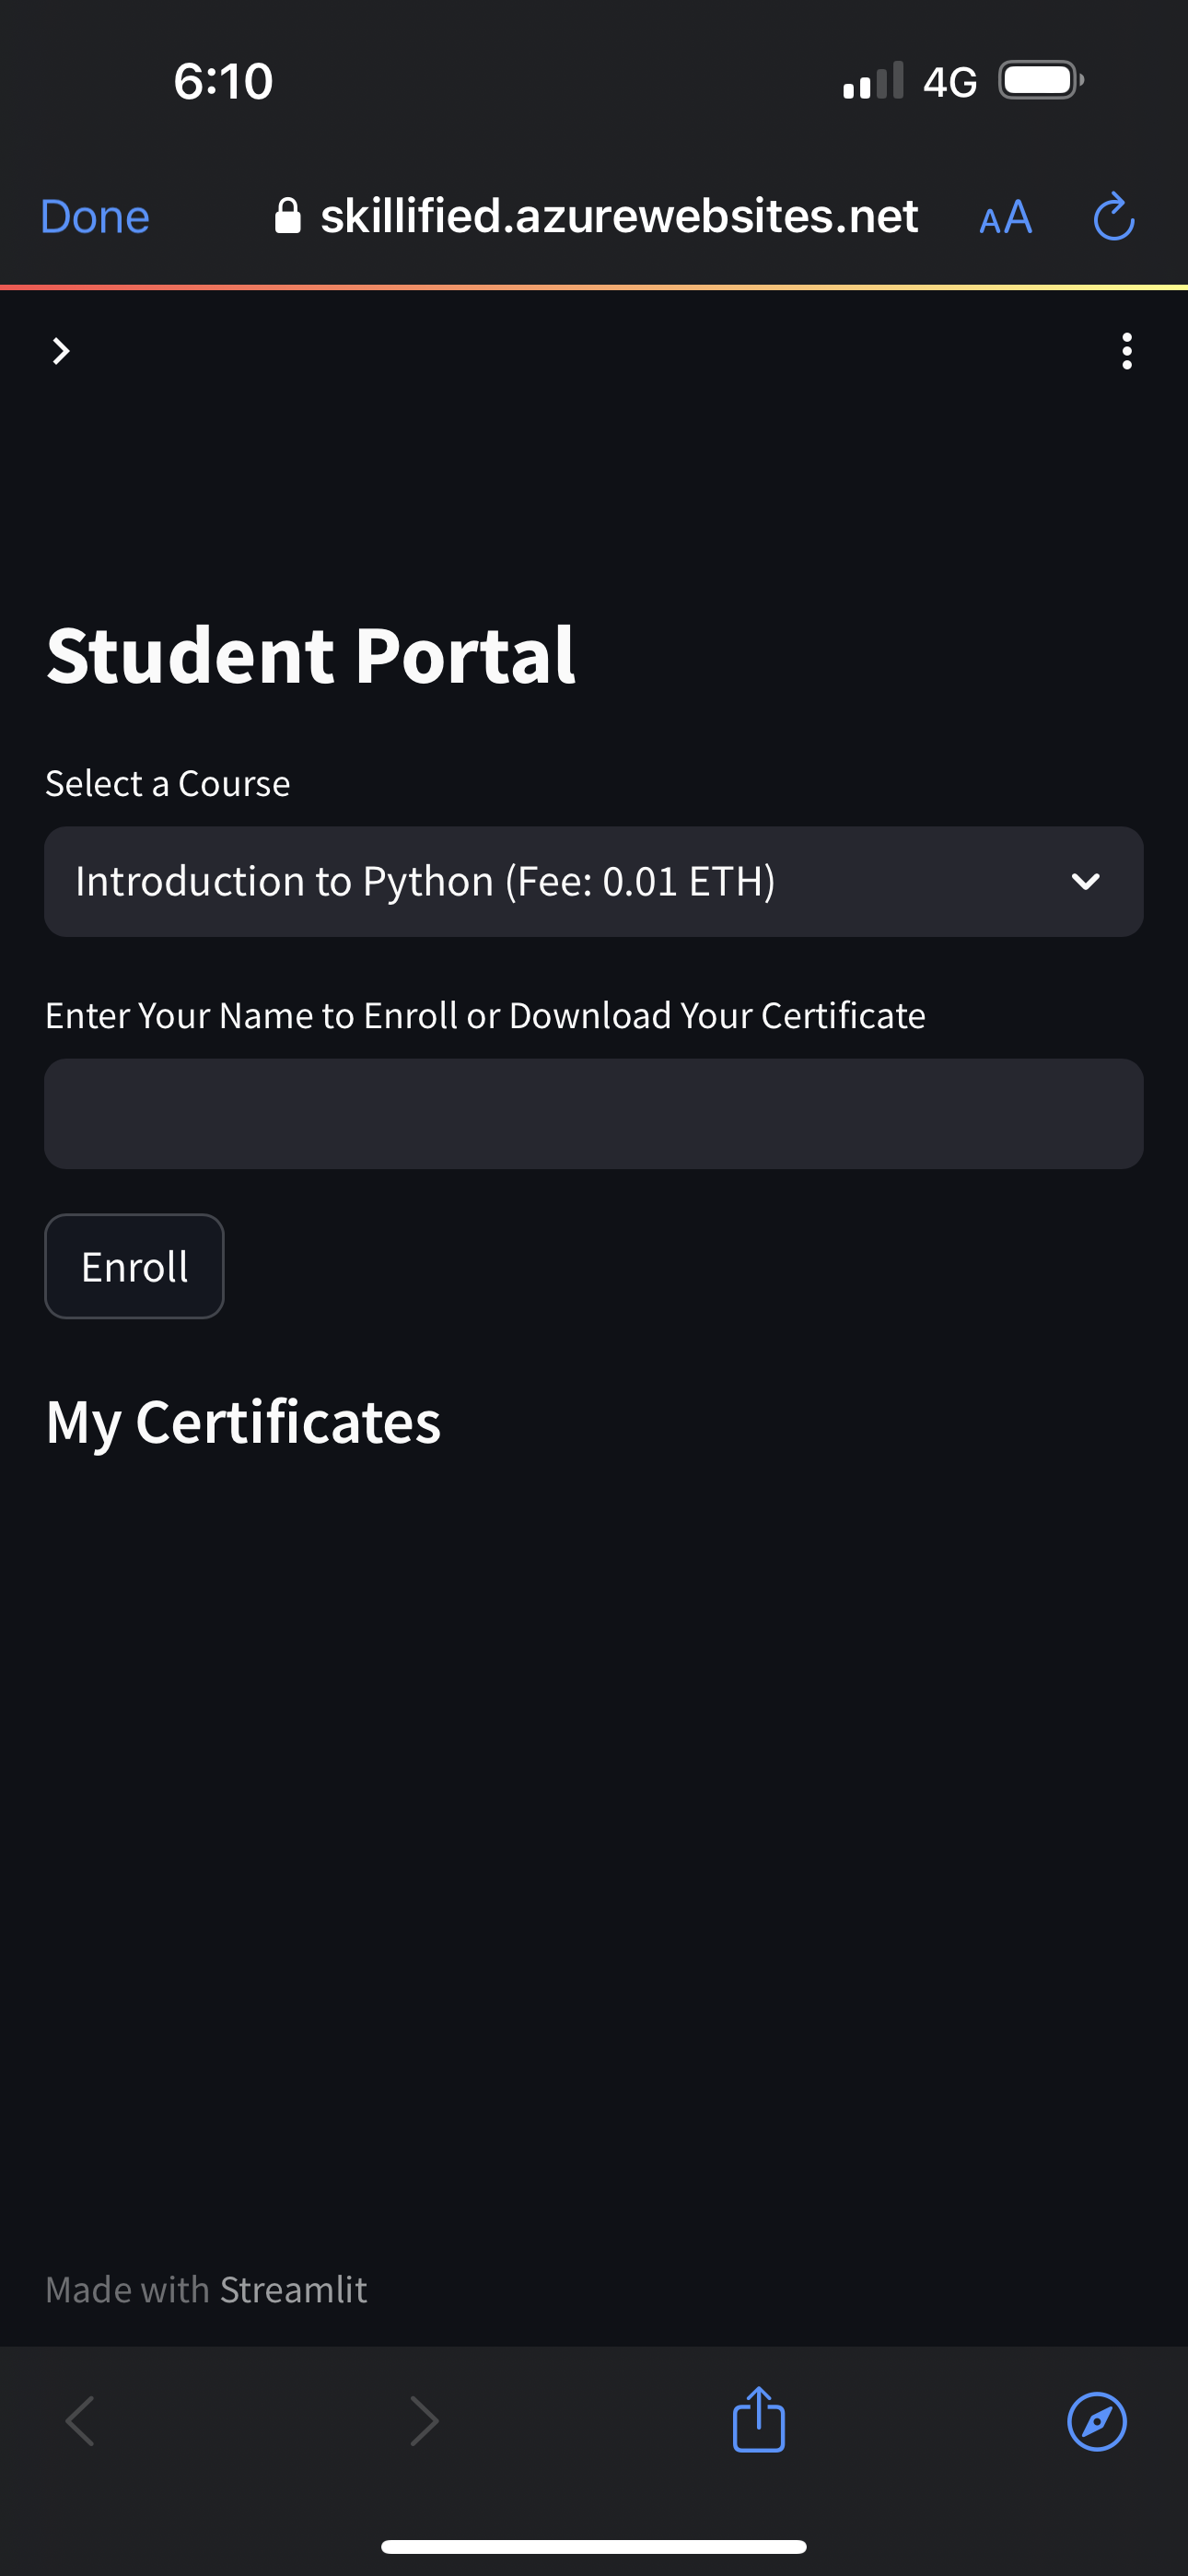 6:10
4G
Done
skillified.azurewebsites.net
AA
Student Portal
Select a Course
Introduction to Python (Fee: 0.01 ETH)
Enter Your Name to Enroll or Download Your Certificate
Enroll
My Certificates
Made with Streamlit